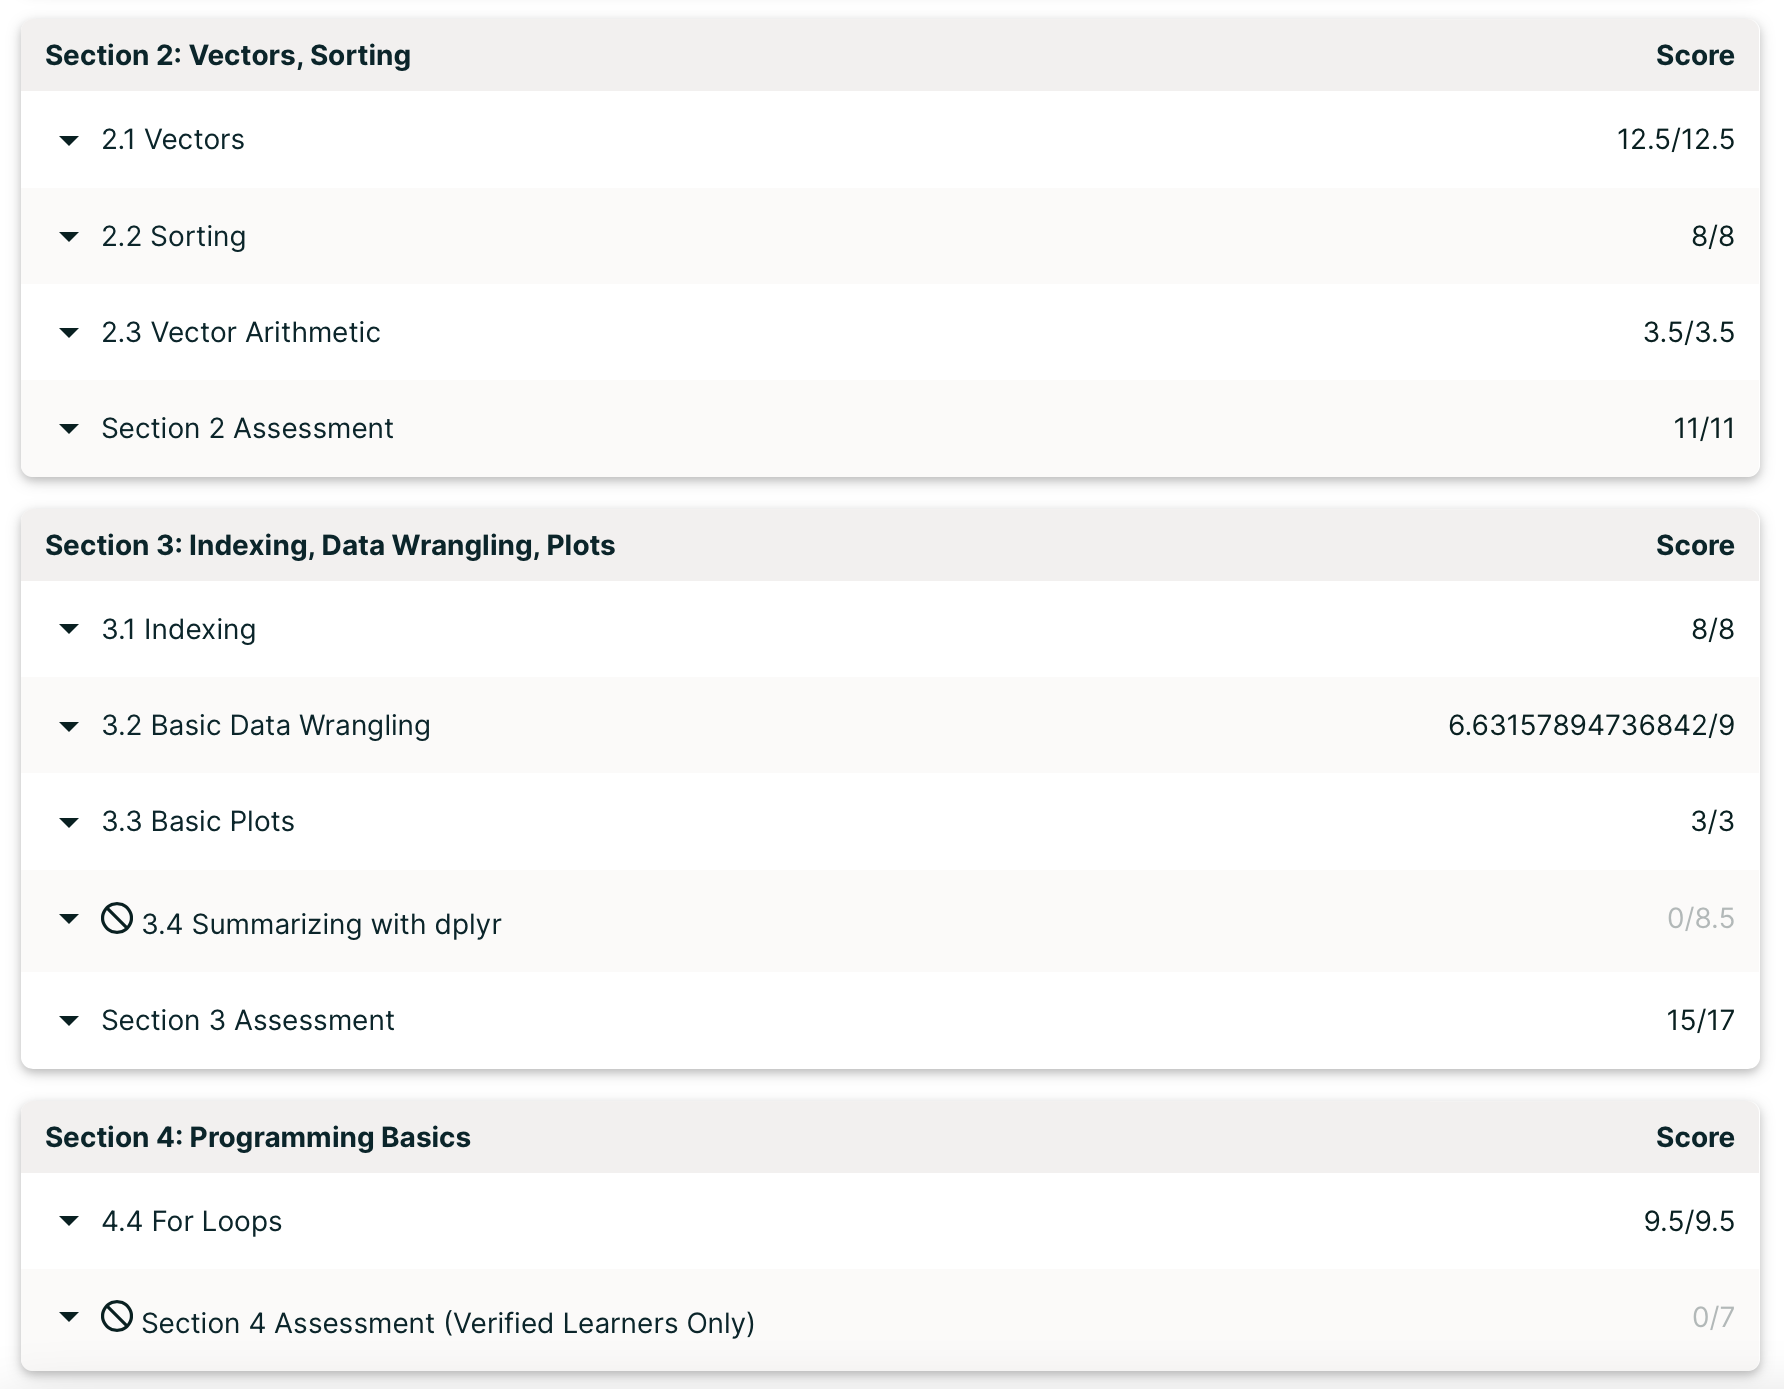 Section 2: Vectors, Sorting Score
2.1 Vectors 12.5/12.5
2.2 Sorting 8/8
2.3 Vector Arithmetic 3.5/3.5
Section 2 Assessment 11/11
Section 3: Indexing, Data Wrangling, Plots Score
3.1 Indexing 8/8
3.2 Basic Data Wrangling 6.63157894736842/9
3.3 Basic Plots 3/3
3.4 Summarizing with dplyr 0/8.5
Section 3 Assessment 15/17
Section 4: Programming Basics Score
4.4 For Loops 9.5/9.5
Section 4 Assessment (Verified Learners Only) 0/7